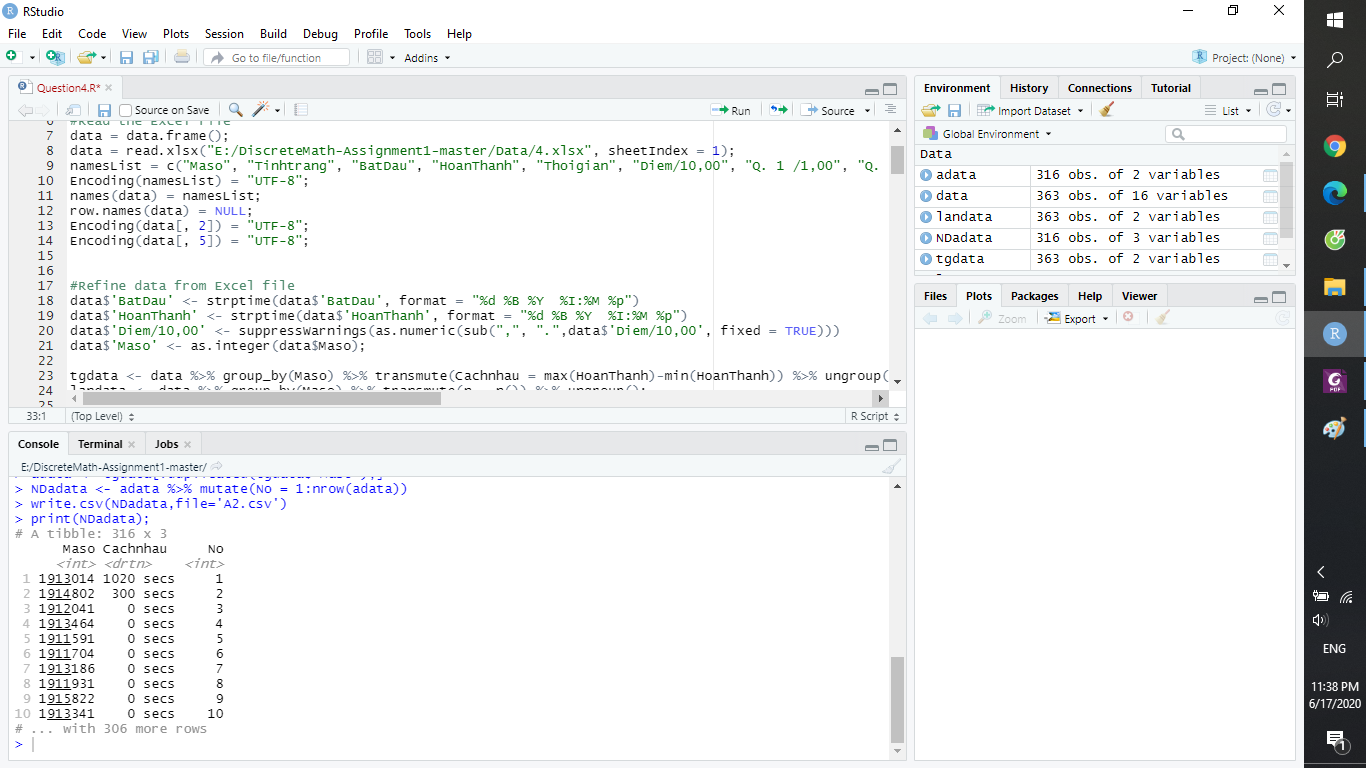 RStudio
File Edit Code View Plots Session Build Debug Profile Tools Help
Go to file/function
Addins
Project: (None)
Question4.R*
Source on Save
Run
Source
#Read the Excel file
7 data = data.frame();
8 data = read.xlsx("E:/DiscreteMath-Assignment1-master/Data/4.xlsx", sheetIndex = 1);
9 namesList = c("Maso", "Tinhtrang", "BatDau", "HoanThanh", "Thoigian", "Diem/10,00", "Q. 1 /1,00", "Q.
10 Encoding(namesList) = "UTF-8";
11 names(data) = namesList;
12 row.names(data) = NULL;
13 Encoding(data[, 2]) = "UTF-8";
14 Encoding(data[, 5]) = "UTF-8";
15
16
17 #Refine data from Excel file
18 data$'BatDau' <- strptime(data$'BatDau', format = "%d %B %Y  %I:%M %p")
19 data$'HoanThanh' <- strptime(data$'HoanThanh', format = "%d %B %Y  %I:%M %p")
20 data$'Diem/10,00' <- suppressWarnings(as.numeric(sub(",", ".",data$'Diem/10,00', fixed = TRUE)))
21 data$'Maso' <- as.integer(data$Maso);
22
23 tgdata <- data %>% group_by(Maso) %>% transmute(Cachnhau = max(HoanThanh)-min(HoanThanh)) %>% ungroup(
24 landata <- data %>% group_by(Maso) %>% transmute(n = n()) %>% ungroup();
25
33:1 (Top Level) R Script
Console Terminal Jobs
E:/DiscreteMath-Assignment1-master/
> NDadata <- adata %>% mutate(No = 1:nrow(adata))
> write.csv(NDadata,file='A2.csv')
> print(NDadata);
# A tibble: 316 x 3
Maso Cachnhau No
<int> <drtn> <int>
1 1913014 1020 secs 1
2 1914802 300 secs 2
3 1912041 0 secs 3
4 1913464 0 secs 4
5 1911591 0 secs 5
6 1911704 0 secs 6
7 1913186 0 secs 7
8 1911931 0 secs 8
9 1915822 0 secs 9
10 1913341 0 secs 10
# ... with 306 more rows
>
Environment History Connections Tutorial
Import Dataset
List
Global Environment
Data
adata 316 obs. of 2 variables
data 363 obs. of 16 variables
landata 363 obs. of 2 variables
NDadata 316 obs. of 3 variables
tgdata 363 obs. of 2 variables
Files Plots Packages Help Viewer
Zoom Export
ENG
11:38 PM
6/17/2020
1